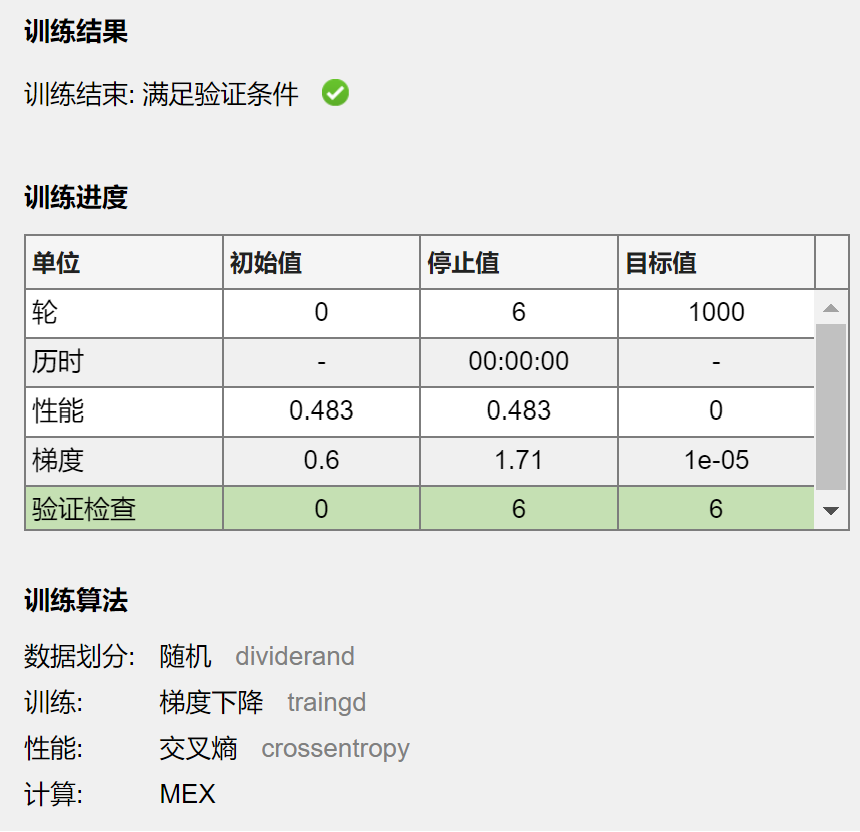 训练结果
训练结束: 满足验证条件
训练进度
单位 初始值 停止值 目标值
轮 0 6 1000
历时 - 00:00:00 -
性能 0.483 0.483 0
梯度 0.6 1.71 1e-05
验证检查 0 6 6
训练算法
数据划分: 随机 dividerand
训练: 梯度下降 traingd
性能: 交叉熵 crossentropy
计算: MEX